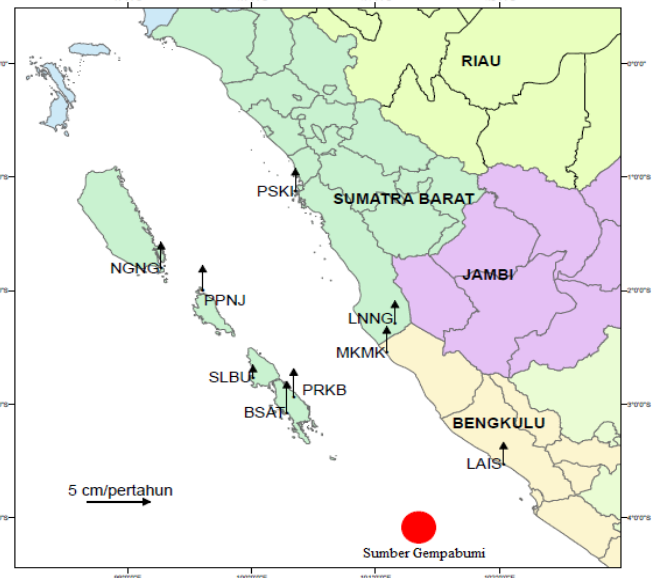 RIAU
PSKI
SUMATRA BARAT
NGNG
JAMBI
PPNJ
LNNG
MKMK
SLBU
PRKB
BSAT
BENGKULU
LAIS
5 cm/pertahun
Sumber Gempabumi